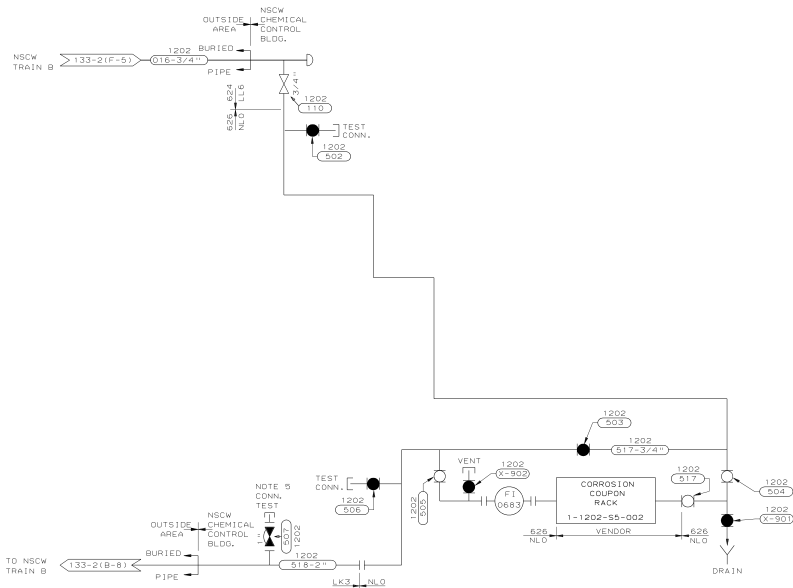 NSCW
OUTSIDE CHEMICAL
AREA CONTROL
BLDG.
BURIED
1202
NSCW
TRAIN B
133-2(F-5)
016-3/4"
PIPE
3/4"
624
LL6
626
NLO
1202
110
TEST
CONN.
1202
502
1202
503
1202
517-3/4"
VENT
1202
X-902
1202
517
1202
504
TEST
CONN.
1202
506
1202
505
FI
0683
CORROSION
COUPON
RACK
1-1202-S5-002
1202
X-901
626
NLO
VENDOR
626
NLO
DRAIN
NOTE 5
CONN.
TEST
NSCW
OUTSIDE CHEMICAL
AREA CONTROL
BLDG.
1"
507
1202
BURIED
TO NSCW
TRAIN B
133-2(B-8)
PIPE
1202
518-2"
LK3
NLO